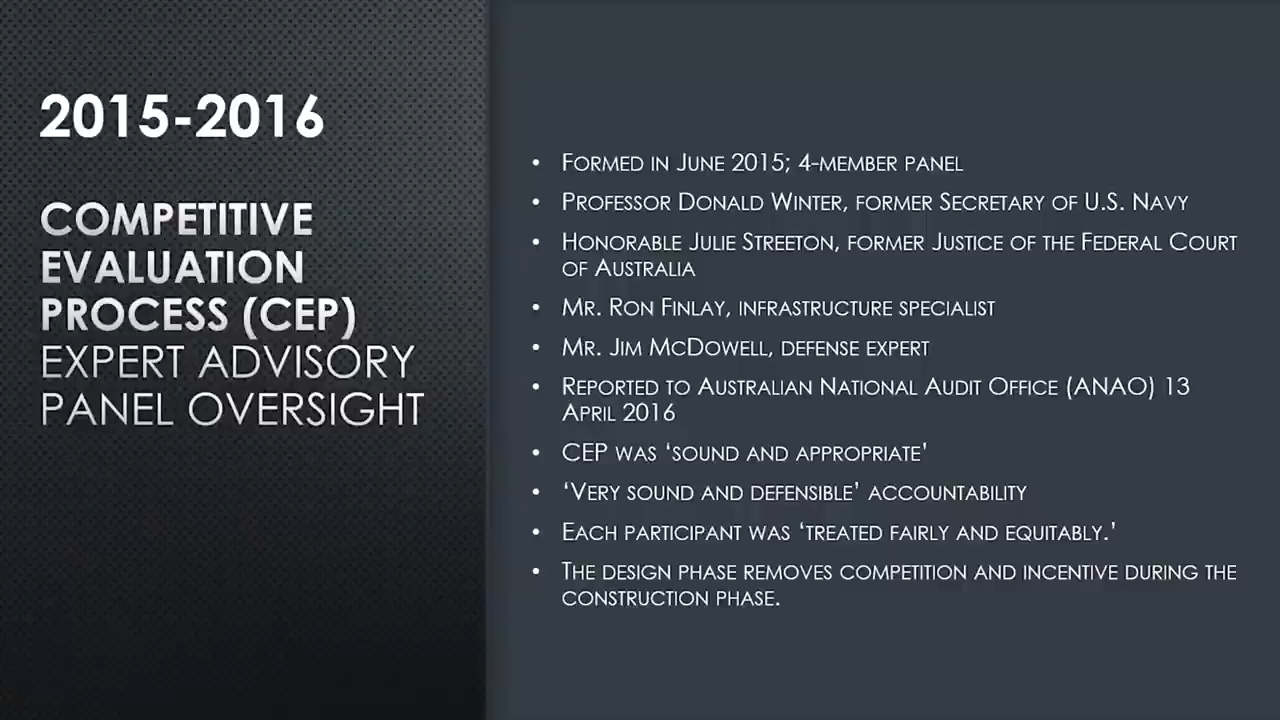 2015-2016
COMPETITIVE
EVALUATION
PROCESS (CEP)
EXPERT ADVISORY
PANEL OVERSIGHT
• FORMED IN JUNE 2015; 4-MEMBER PANEL
• PROFESSOR DONALD WINTER, FORMER SECRETARY OF U.S. NAVY
• HONORABLE JULIE STREETON, FORMER JUSTICE OF THE FEDERAL COURT
OF AUSTRALIA
• MR. RON FINLAY, INFRASTRUCTURE SPECIALIST
• MR. JIM MCDOWELL, DEFENSE EXPERT
• REPORTED TO AUSTRALIAN NATIONAL AUDIT OFFICE (ANAO) 13
APRIL 2016
• CEP WAS ‘SOUND AND APPROPRIATE’
• ‘VERY SOUND AND DEFENSIBLE’ ACCOUNTABILITY
• EACH PARTICIPANT WAS ‘TREATED FAIRLY AND EQUITABLY.’
• THE DESIGN PHASE REMOVES COMPETITION AND INCENTIVE DURING THE
CONSTRUCTION PHASE.